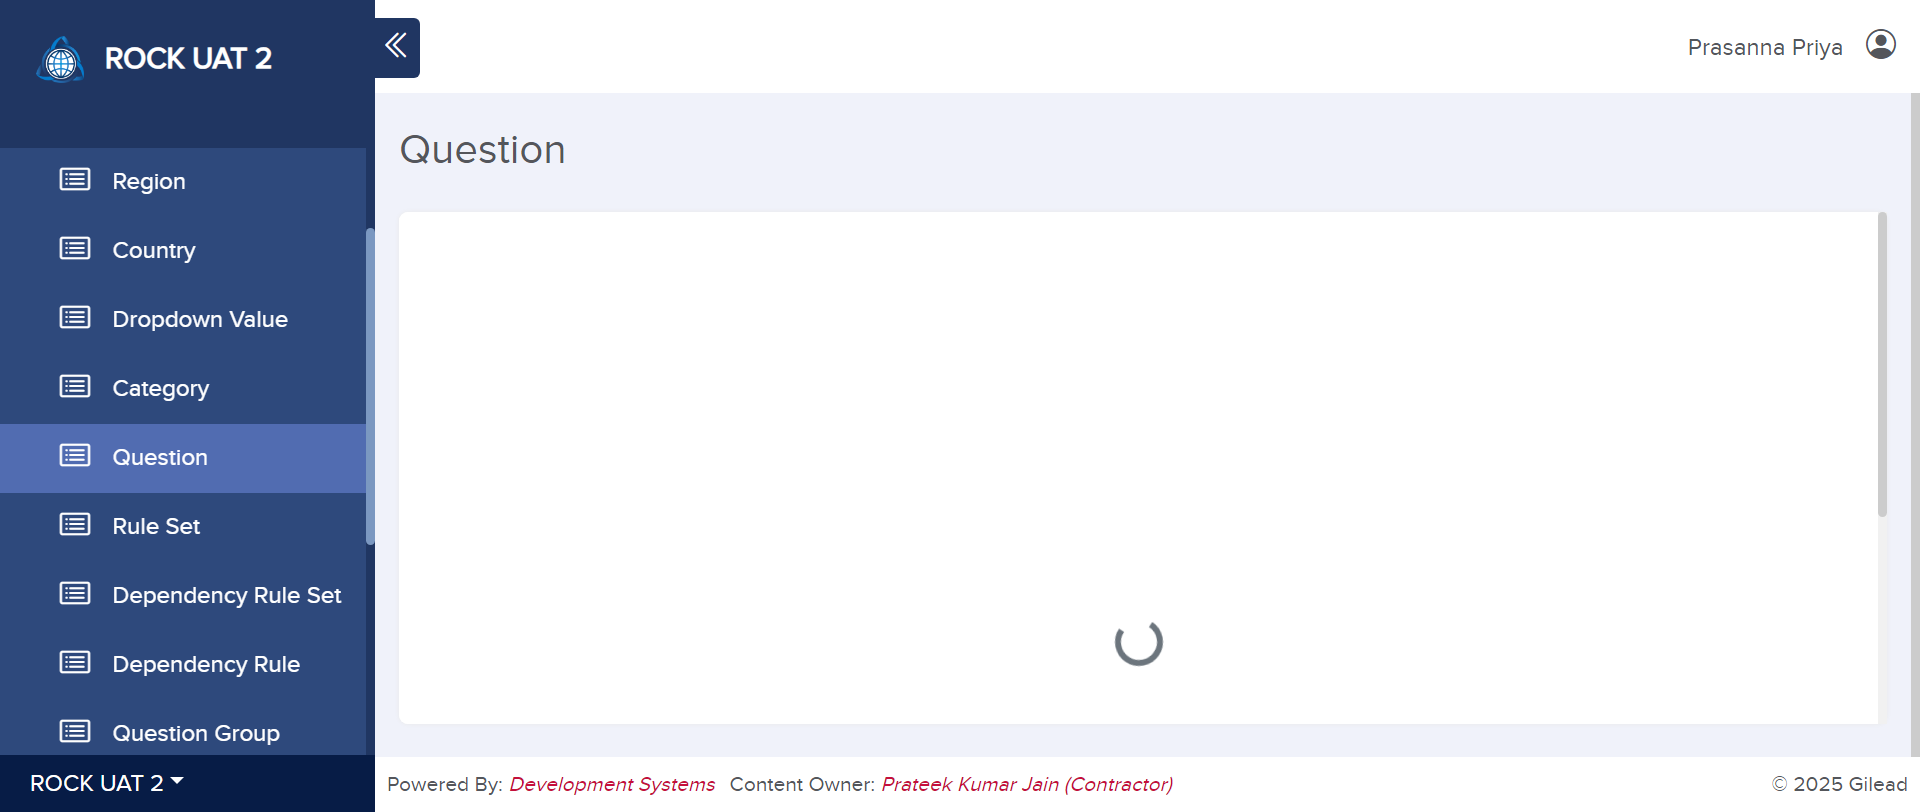 ROCK UAT 2
Prasanna Priya
Region
Country
Dropdown Value
Category
Question
Rule Set
Dependency Rule Set
Dependency Rule
Question Group
ROCK UAT 2
Question
Powered By: Development Systems Content Owner: Prateek Kumar Jain (Contractor)
© 2025 Gilead